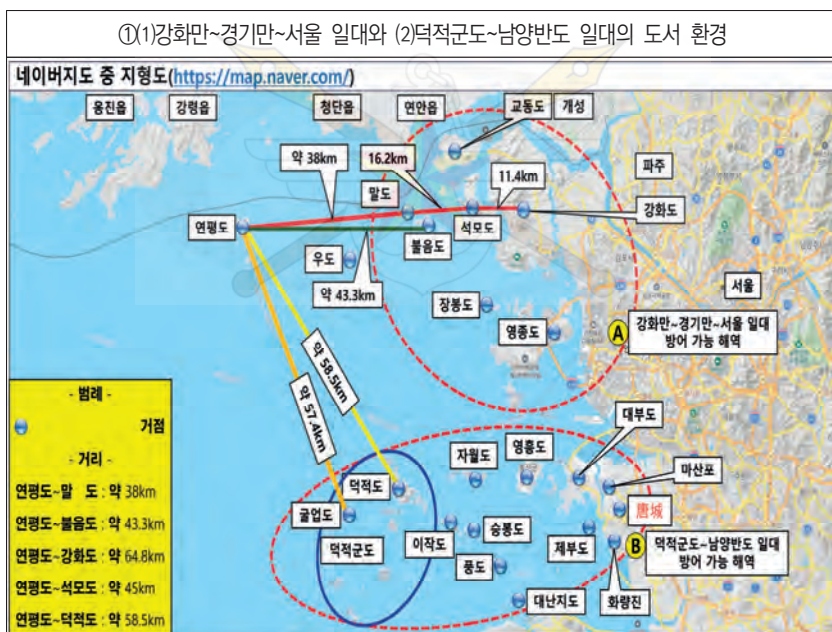 ①(1)강화만~경기만~서울 일대와 (2)덕적군도~남양반도 일대의 도서 환경
네이버지도 중 지형도(https://map.naver.com/)
옹진읍
강령읍
청단읍
연안읍
교동도
개성
약 38km
16.2km
11.4km
파주
말도
연평도
석모도
강화도
불음도
우도
약 43.3km
서울
장봉도
영종도
A
강화만~경기만~서울 일대
방어 가능 해역
약 58.5km
약 57.4km
- 범례 -
거점
- 거리 -
연평도~말 도 : 약 38km
연평도~불음도 : 약 43.3km
연평도~강화도 : 약 64.8km
연평도~석모도 : 약 45km
연평도~덕적도 : 약 58.5km
대부도
자월도
영흥도
마산포
덕적도
굴업도
唐城
덕적군도
이작도
승봉도
제부도
B
덕적군도~남양반도 일대
방어 가능 해역
풍도
대난지도
화량진